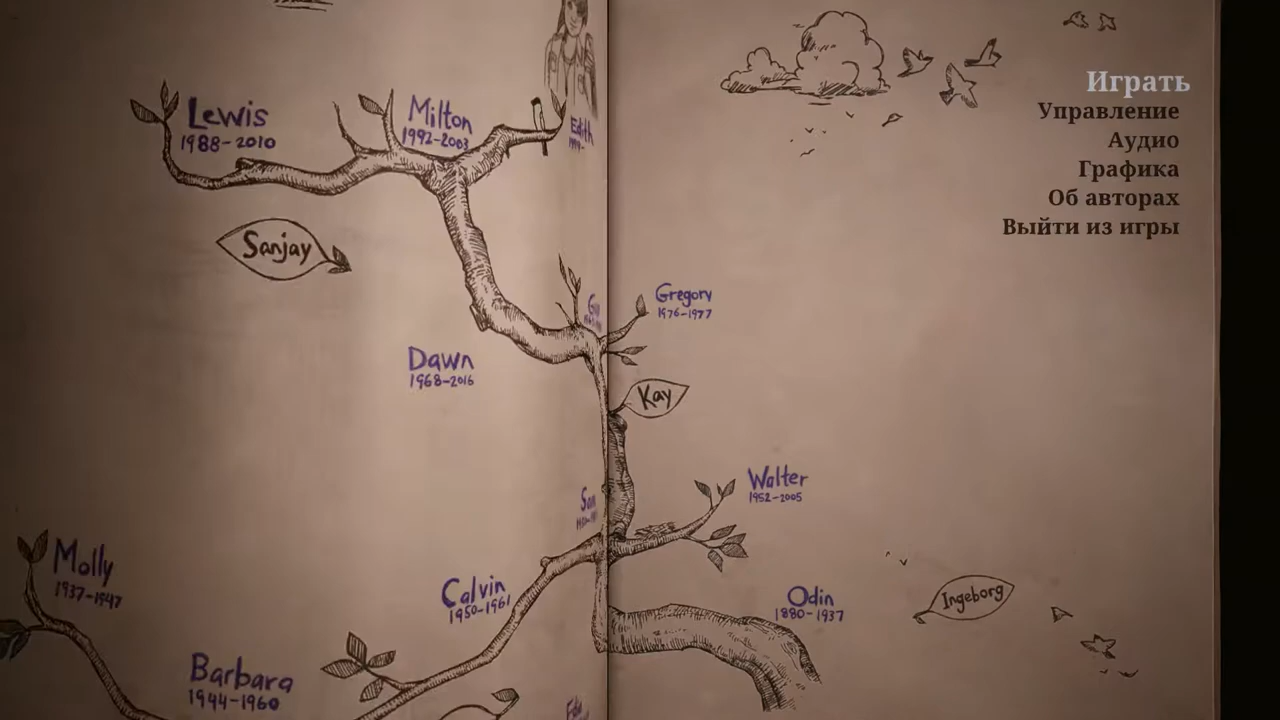 Lewis
1988-2010
Milton
1992-2003
Edith
Играть
Управление
Аудио
Графика
Об авторах
Выйти из игры
Sanjay
Gregory
1976-1977
Dawn
1968-2016
Kay
Walter
1952-2005
Molly
1937-1947
Calvin
1950-1961
Odin
1880-1937
Ingeborg
Barbara
1944-1960